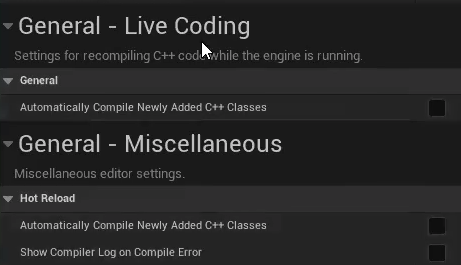 General - Live Coding
Settings for recompiling C++ code while the engine is running.
General
Automatically Compile Newly Added C++ Classes
General - Miscellaneous
Miscellaneous editor settings.
Hot Reload
Automatically Compile Newly Added C++ Classes
Show Compiler Log on Compile Error